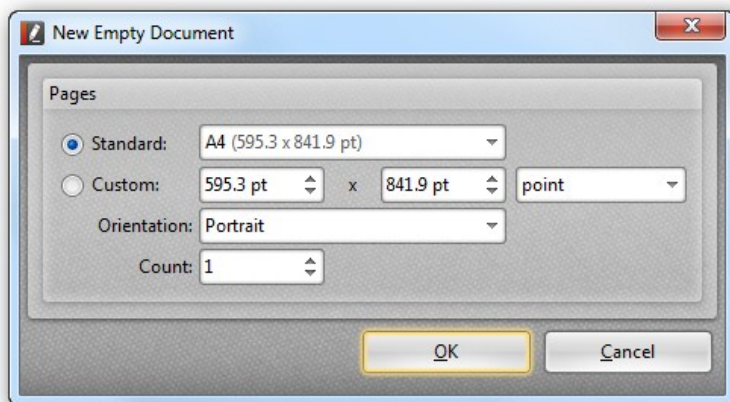 New Empty Document
Pages
Standard: A4 (595.3 x 841.9 pt)
Custom: 595.3 pt x 841.9 pt point
Orientation: Portrait
Count: 1
OK Cancel